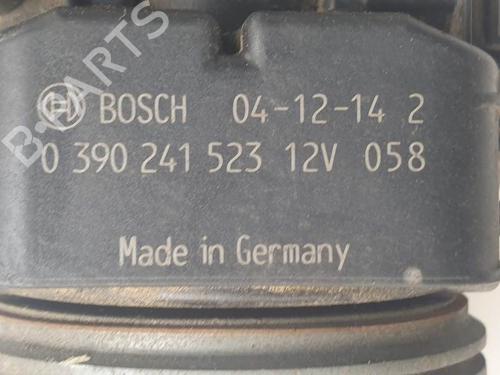 BOSCH 04-12-14 2
0 390 241 523 12V 058
Made in Germany
B-PARTS